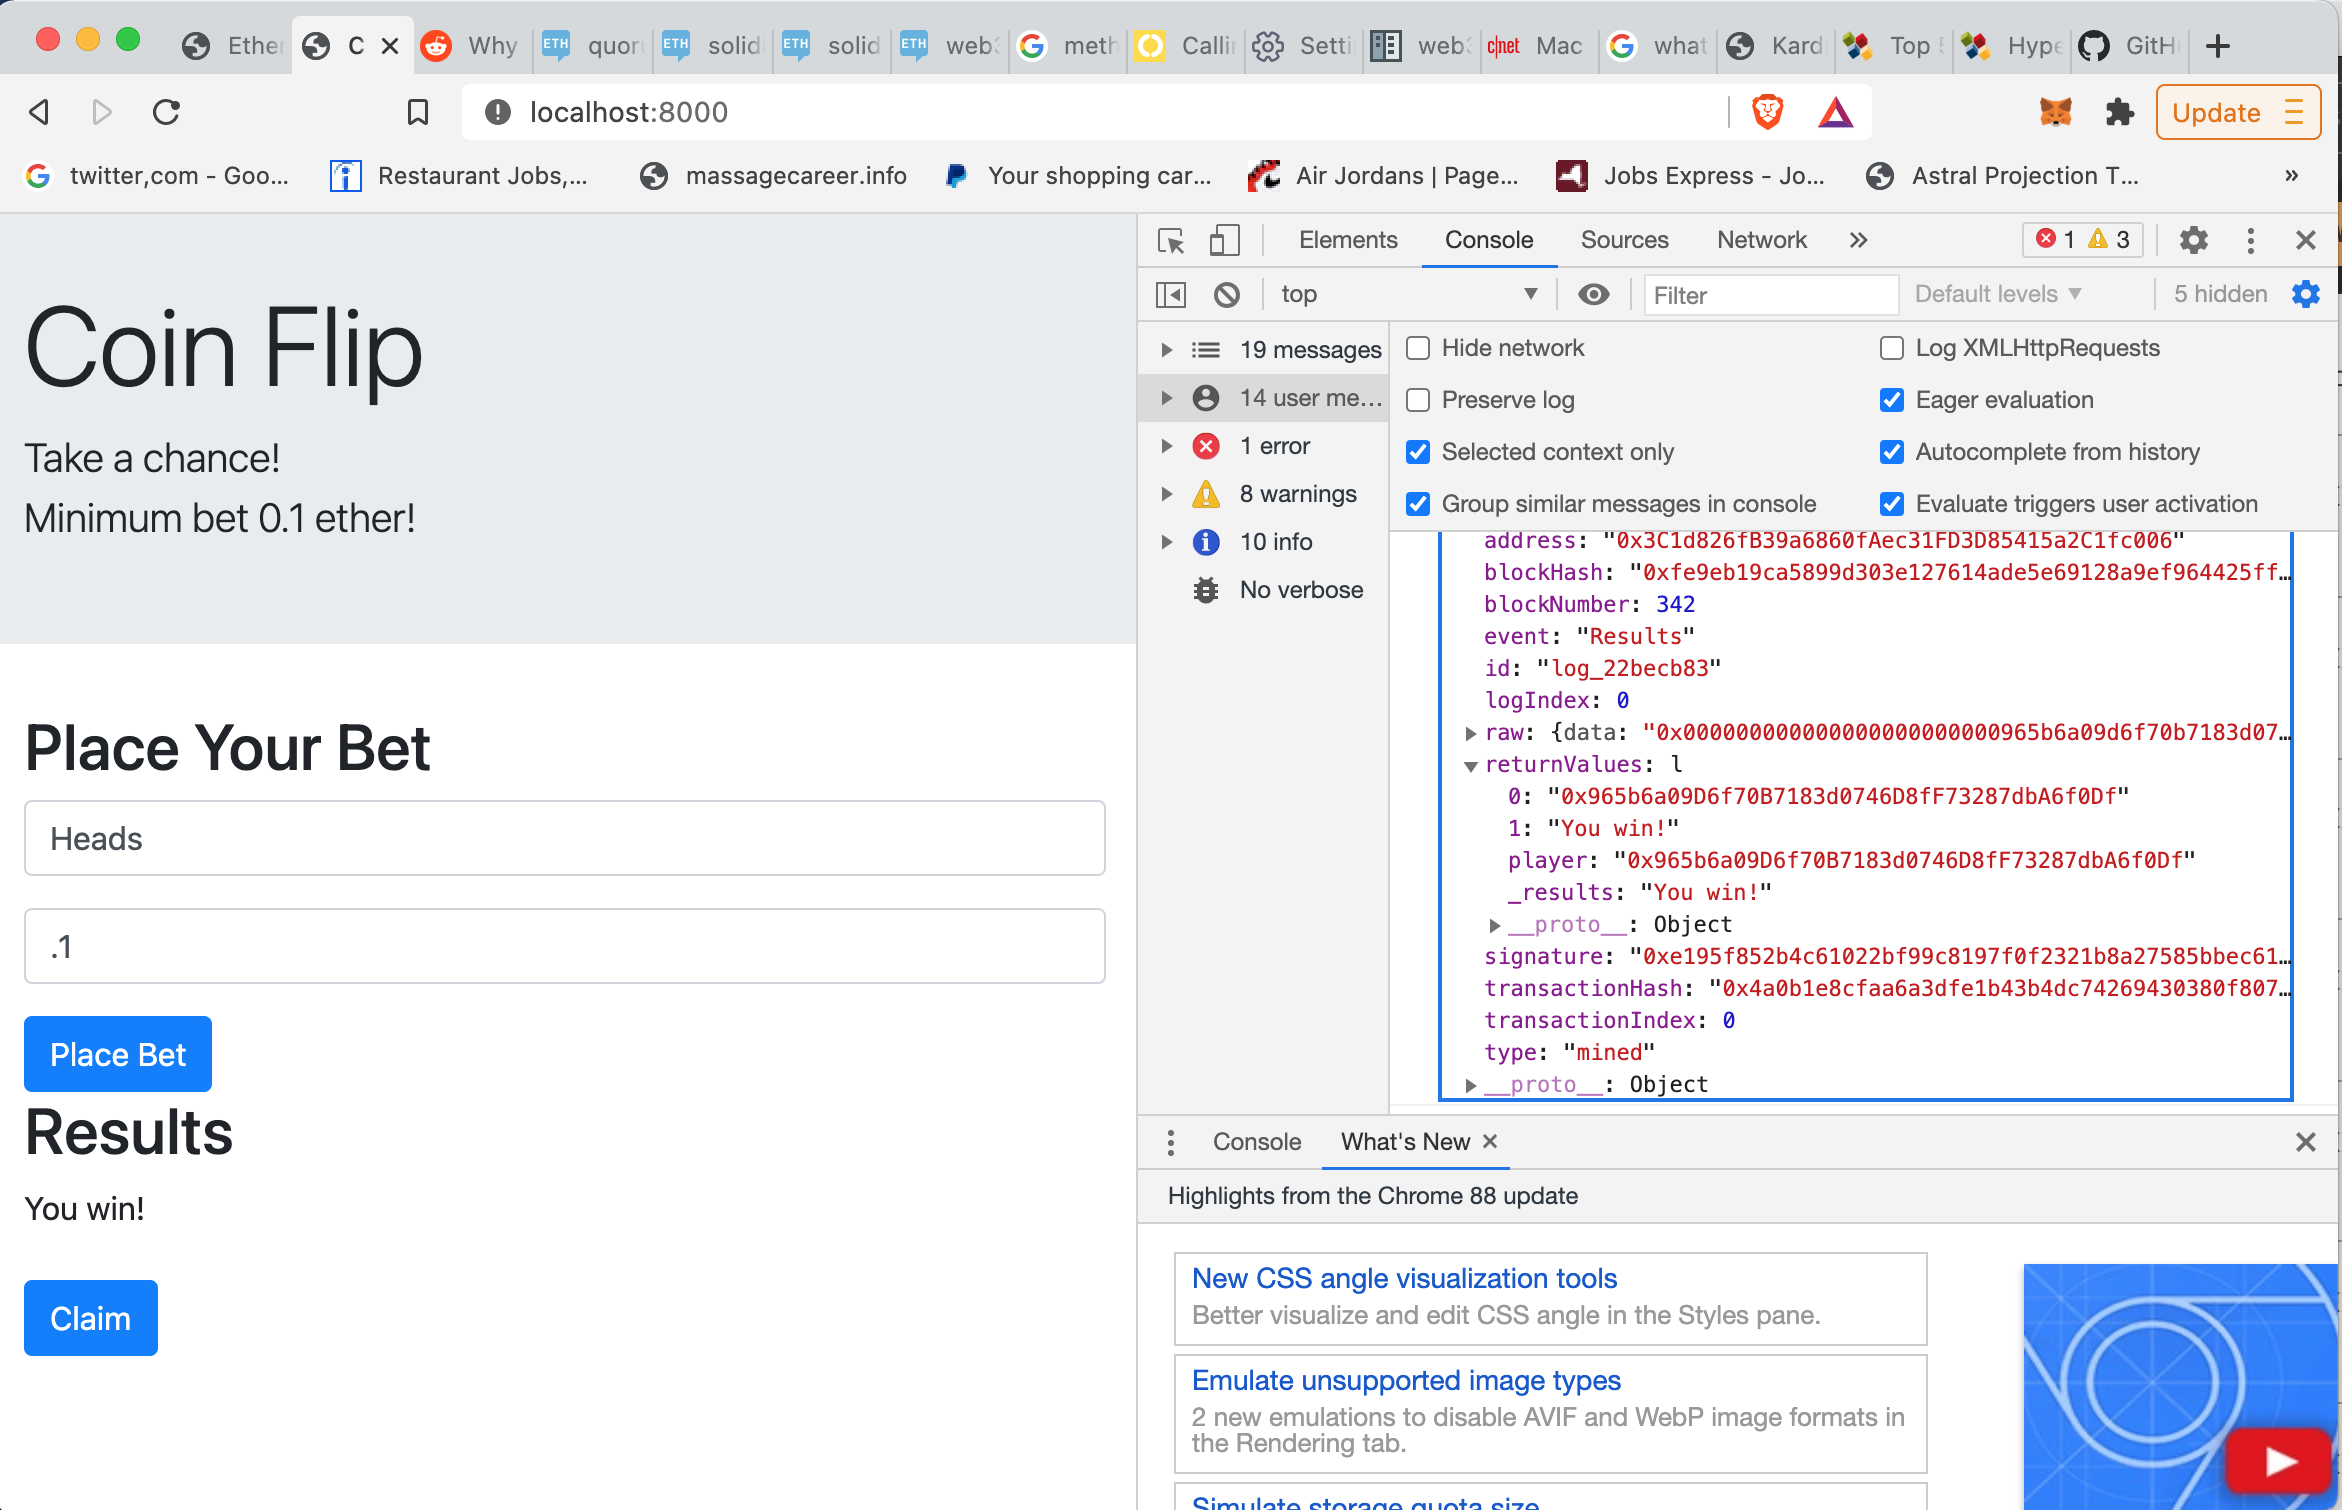 Ether
C
Why
quor
solidi
solid
web3
meth
Callin
Setti
web3
c|net
Mac
what
Kard
Top 5
Hype
GitHu
localhost:8000
Update
twitter,com - Goo...
Restaurant Jobs,...
massagecareer.info
Your shopping car...
Air Jordans | Page...
Jobs Express - Jo...
Astral Projection T...
»
Coin Flip
Take a chance!
Minimum bet 0.1 ether!
Place Your Bet
Heads
.1
Place Bet
Results
You win!
Claim
Elements
Console
Sources
Network
1
3
top
Filter
Default levels
5 hidden
19 messages
14 user me...
1 error
8 warnings
10 info
No verbose
Hide network
Log XMLHttpRequests
Preserve log
Eager evaluation
Selected context only
Autocomplete from history
Group similar messages in console
Evaluate triggers user activation
address: "0x3C1d826fB39a6860fAec31FD3D85415a2C1fc006"
blockHash: "0xfe9eb19ca5899d303e127614ade5e69128a9ef964425ff…
blockNumber: 342
event: "Results"
id: "log_22becb83"
logIndex: 0
raw: {data: "0x000000000000000000000000965b6a09d6f70b7183d07…
returnValues: l
0: "0x965b6a09D6f70B7183d0746D8fF73287dbA6f0Df"
1: "You win!"
player: "0x965b6a09D6f70B7183d0746D8fF73287dbA6f0Df"
_results: "You win!"
__proto__: Object
signature: "0xe195f852b4c61022bf99c8197f0f2321b8a27585bbec61…
transactionHash: "0x4a0b1e8cfaa6a3dfe1b43b4dc74269430380f807…
transactionIndex: 0
type: "mined"
__proto__: Object
Console
What's New
Highlights from the Chrome 88 update
New CSS angle visualization tools
Better visualize and edit CSS angle in the Styles pane.
Emulate unsupported image types
2 new emulations to disable AVIF and WebP image formats in
the Rendering tab.
Simulate storage quota size